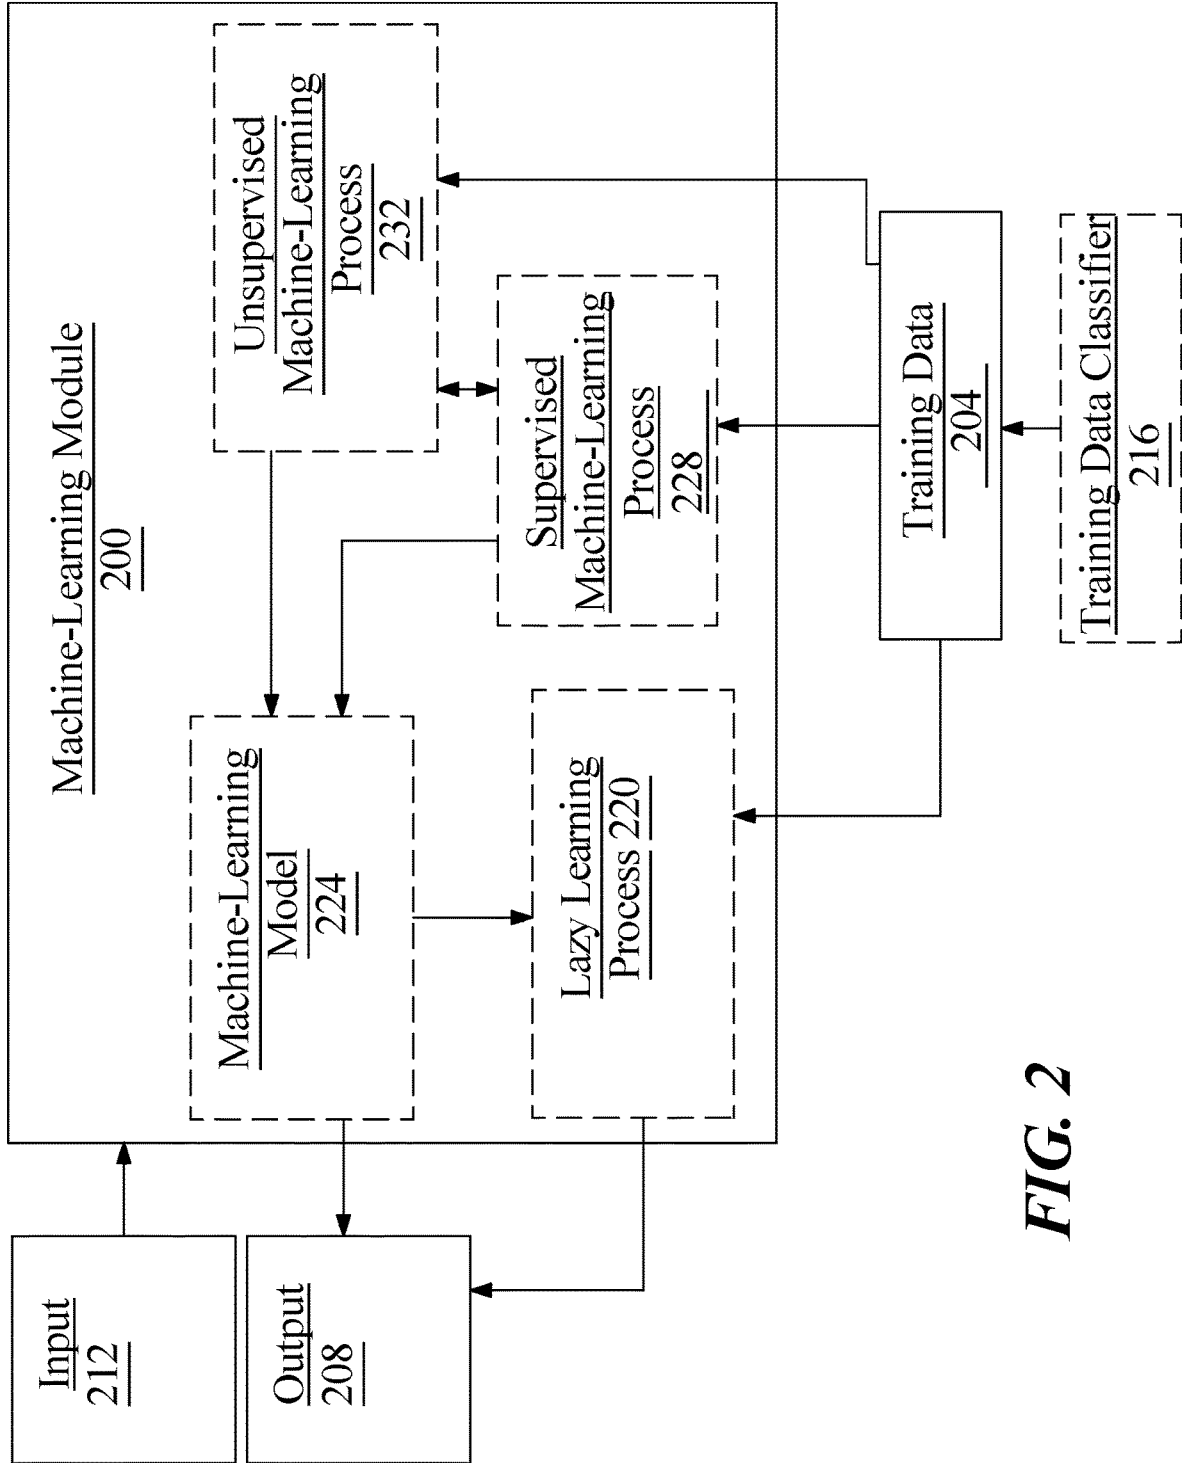 Machine-Learning Module
200
Input
212
Output
208
Machine-Learning
Model
224
Unsupervised
Machine-Learning
Process
232
Lazy Learning
Process 220
Supervised
Machine-Learning
Process
228
Training Data
204
Training Data Classifier
216
FIG. 2